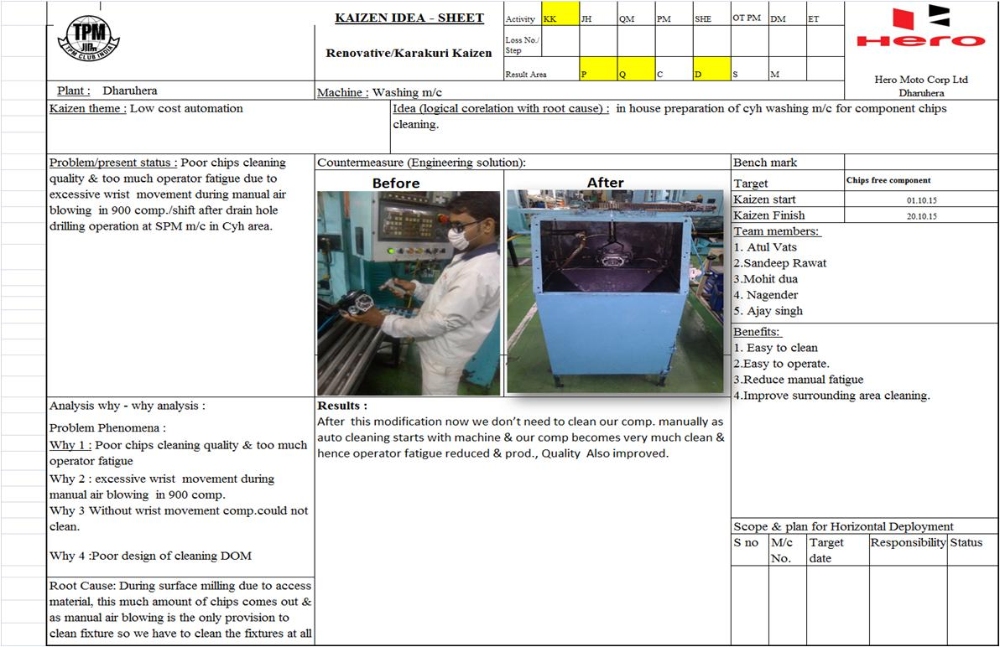 TPM
JIPM
TPM CLUB INDIA
KAIZEN IDEA - SHEET
Renovative/Karakuri Kaizen
Activity KK JH QM PM SHE OT PM DM ET
Loss No./
Step
Result Area P Q C D S M
Hero
Hero Moto Corp Ltd
Dharuhera
Plant : Dharuhera
Machine : Washing m/c
Kaizen theme : Low cost automation
Idea (logical corelation with root cause) : in house preparation of cyh washing m/c for component chips
cleaning.
Problem/present status : Poor chips cleaning
quality & too much operator fatigue due to
excessive wrist movement during manual air
blowing in 900 comp./shift after drain hole
drilling operation at SPM m/c in Cyh area.
Countermeasure (Engineering solution):
Before
After
Bench mark
Target Chips free component
Kaizen start 01.10.15
Kaizen Finish 20.10.15
Team members:
1. Atul Vats
2.Sandeep Rawat
3.Mohit dua
4. Nagender
5. Ajay singh
Benefits:
1. Easy to clean
2.Easy to operate.
3.Reduce manual fatigue
4.Improve surrounding area cleaning.
Analysis why - why analysis :
Problem Phenomena :
Why 1 : Poor chips cleaning quality & too much
operator fatigue
Why 2 : excessive wrist movement during
manual air blowing in 900 comp.
Why 3 Without wrist movement comp.could not
clean.
Why 4 :Poor design of cleaning DOM
Root Cause: During surface milling due to access
material, this much amount of chips comes out &
as manual air blowing is the only provision to
clean fixture so we have to clean the fixtures at all
Results :
After this modification now we don’t need to clean our comp. manually as
auto cleaning starts with machine & our comp becomes very much clean &
hence operator fatigue reduced & prod., Quality Also improved.
Scope & plan for Horizontal Deployment
S no M/c No. Target date Responsibility Status